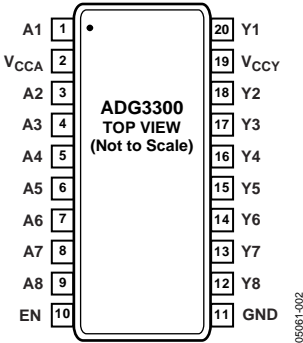 A1 1 20 Y1
VCCA 2 19 VCCY
A2 3 18 Y2
ADG3300
TOP VIEW
(Not to Scale)
A3 4 17 Y3
A4 5 16 Y4
A5 6 15 Y5
A6 7 14 Y6
A7 8 13 Y7
A8 9 12 Y8
EN 10 11 GND
05061-002